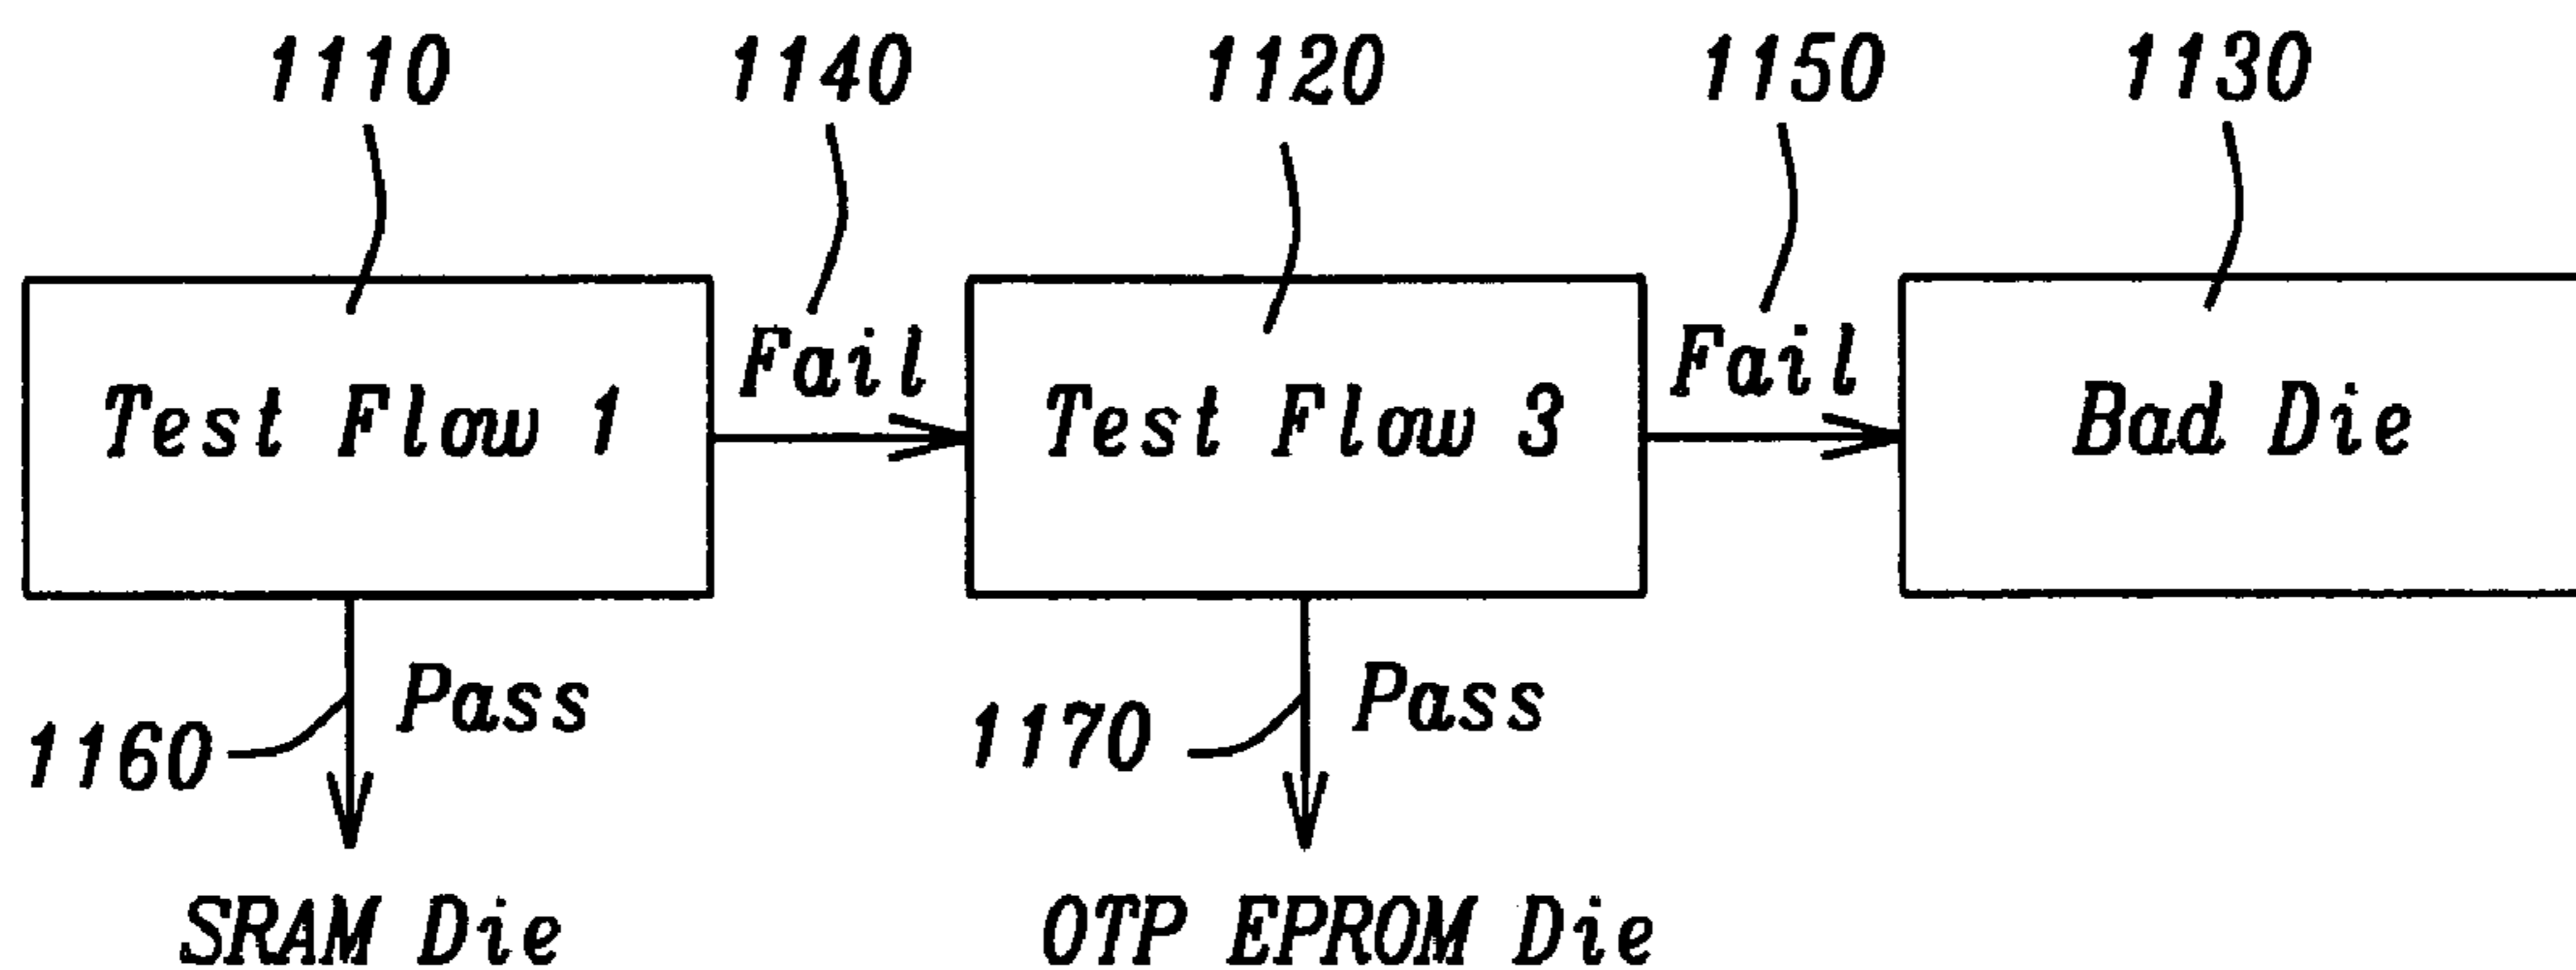 1110 1140 1120 1150 1130
Fail Fail
Test Flow 1 Test Flow 3 Bad Die
Pass Pass
1160 1170
SRAM Die OTP EPROM Die